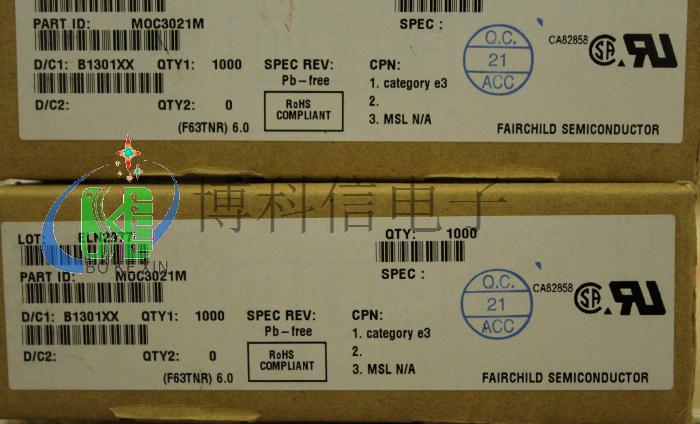 PART ID: MOC3021M SPEC :
D/C1: B1301XX QTY1: 1000 SPEC REV: CPN:
Pb-free 1. category e3
D/C2: QTY2: 0 RoHS COMPLIANT 2.
3. MSL N/A
(F63TNR) 6.0 FAIRCHILD SEMICONDUCTOR
Q.C.
21
ACC
CA82858
博科信电子
BOKEXIN
LOT: QTY: 1000
PART ID: MOC3021M SPEC :
D/C1: B1301XX QTY1: 1000 SPEC REV: CPN:
Pb-free 1. category e3
D/C2: QTY2: 0 RoHS COMPLIANT 2.
3. MSL N/A
(F63TNR) 6.0 FAIRCHILD SEMICONDUCTOR
Q.C.
21
ACC
CA82858